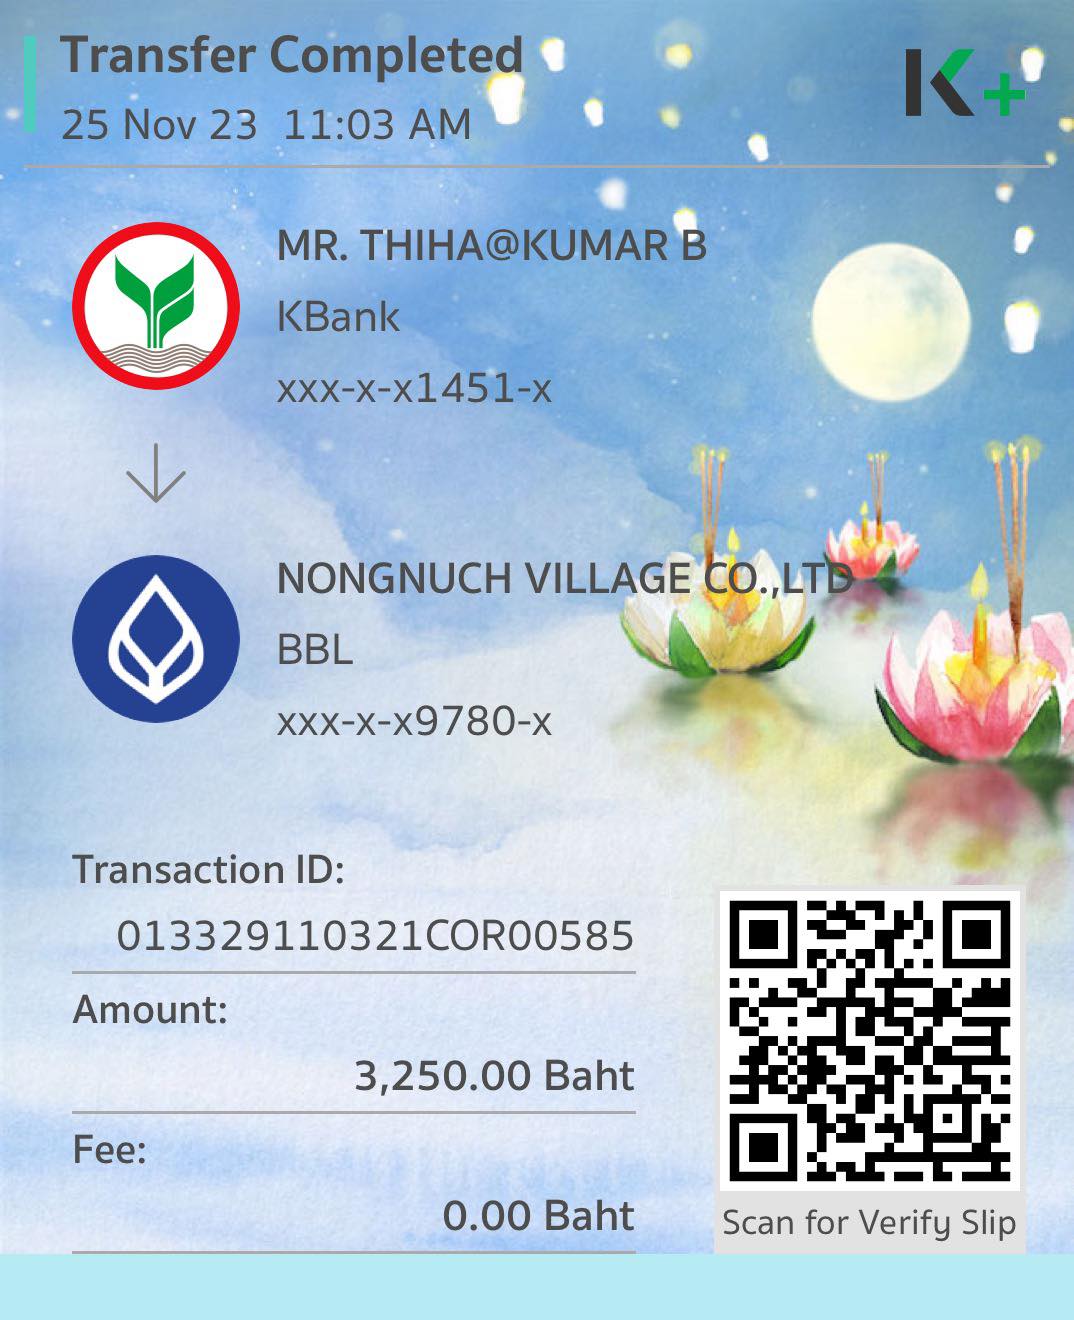 Transfer Completed
25 Nov 23 11:03 AM
K+
MR. THIHA@KUMAR B
KBank
xxx-x-x1451-x
NONGNUCH VILLAGE CO.,LTD
BBL
xxx-x-x9780-x
Transaction ID:
013329110321COR00585
Amount:
3,250.00 Baht
Fee:
0.00 Baht
Scan for Verify Slip